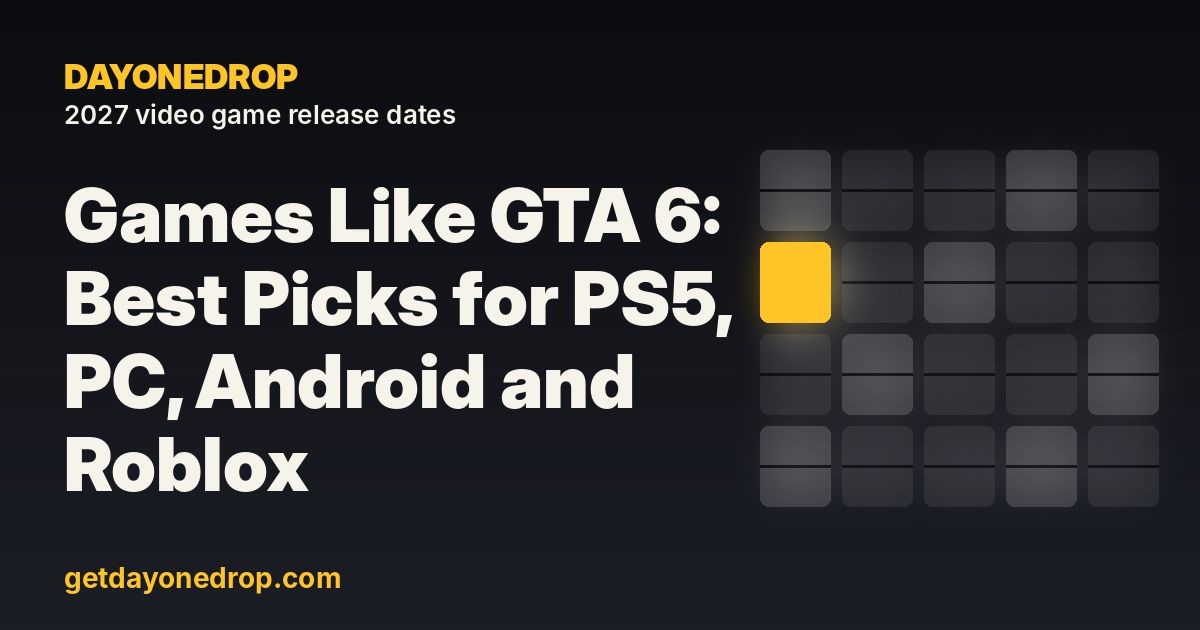 DAYONEDROP
2027 video game release dates
Games Like GTA 6:
Best Picks for PS5,
PC, Android and
Roblox
getdayonedrop.com